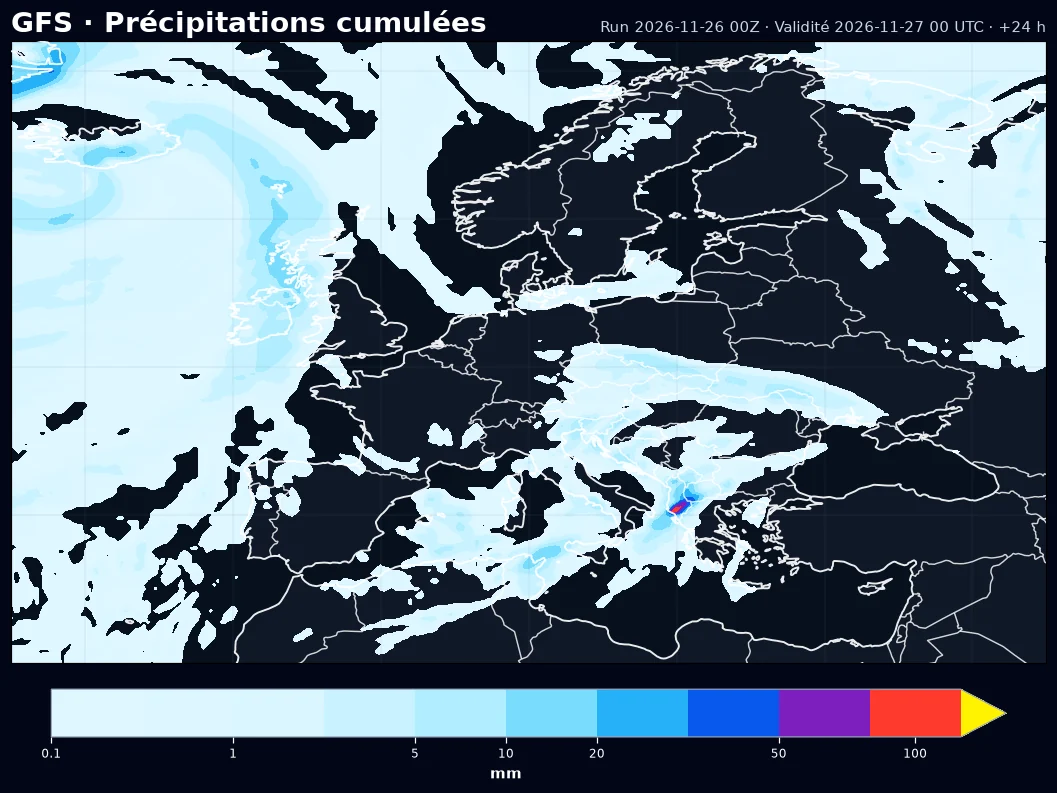 GFS · Précipitations cumulées
Run 2026-11-26 00Z · Validité 2026-11-27 00 UTC · +24 h
0.1 1 5 10 20 50 100
mm